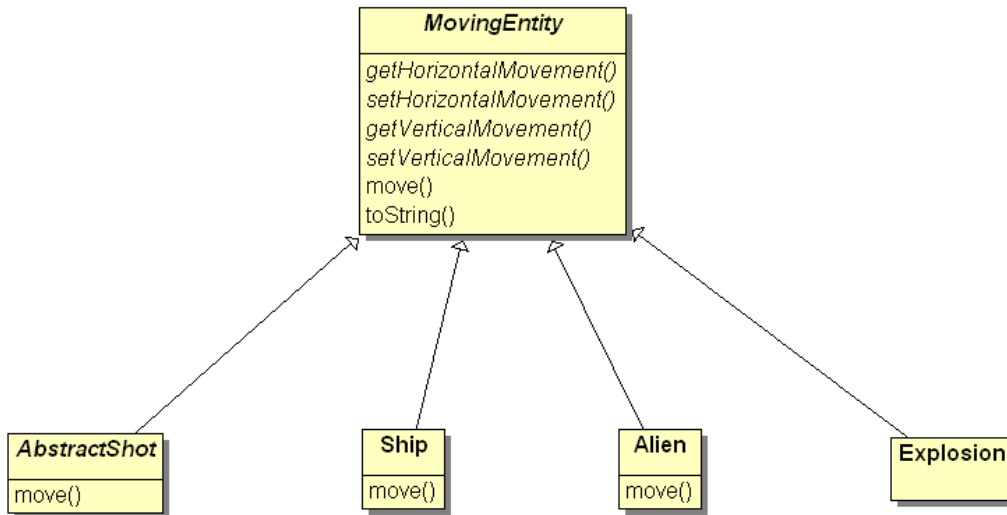 MovingEntity
getHorizontalMovement()
setHorizontalMovement()
getVerticalMovement()
setVerticalMovement()
move()
toString()
AbstractShot
move()
Ship
move()
Alien
move()
Explosion